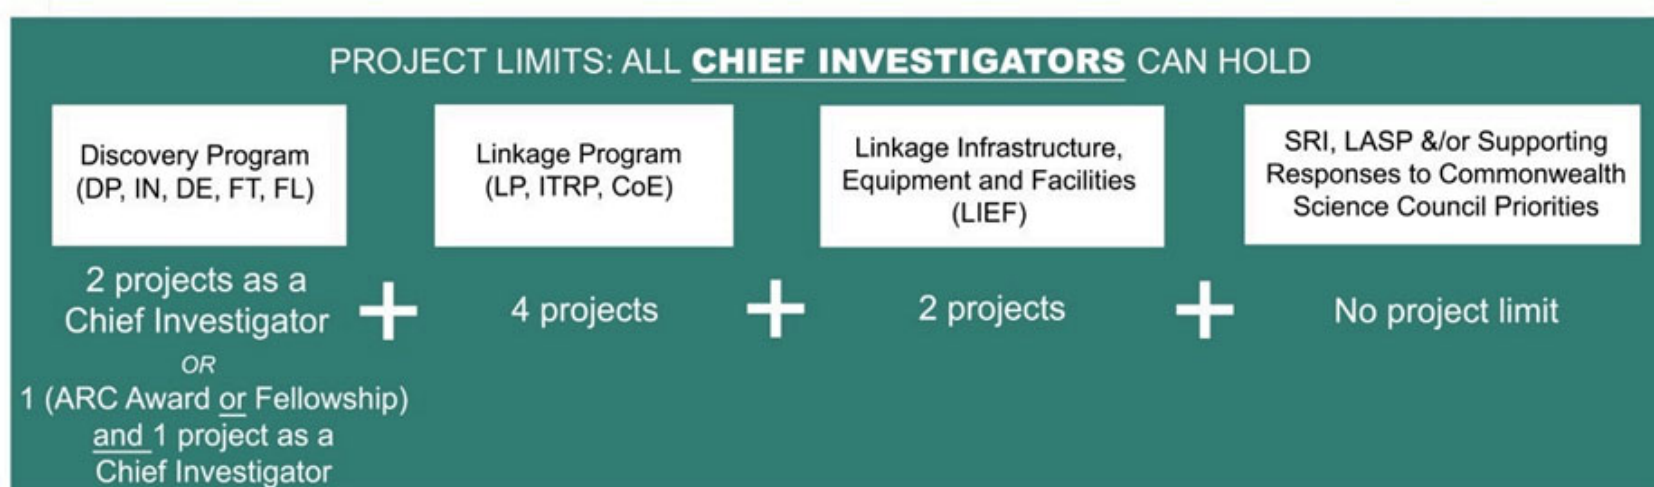 PROJECT LIMITS: ALL CHIEF INVESTIGATORS CAN HOLD
Discovery Program
(DP, IN, DE, FT, FL)
2 projects as a
Chief Investigator
OR
1 (ARC Award or Fellowship)
and 1 project as a
Chief Investigator
+
Linkage Program
(LP, ITRP, CoE)
4 projects
+
Linkage Infrastructure,
Equipment and Facilities
(LIEF)
2 projects
+
SRI, LASP &/or Supporting
Responses to Commonwealth
Science Council Priorities
No project limit